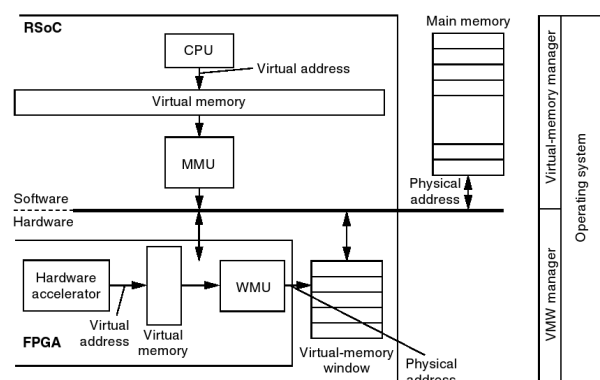 RSoC
Main memory
CPU
Virtual address
Virtual memory
MMU
Physical
address
Software
Hardware
Hardware
accelerator
WMU
Virtual
address
Virtual
memory
FPGA
Virtual-memory
window
Physical
address
Virtual-memory manager
VMW manager
Operating system